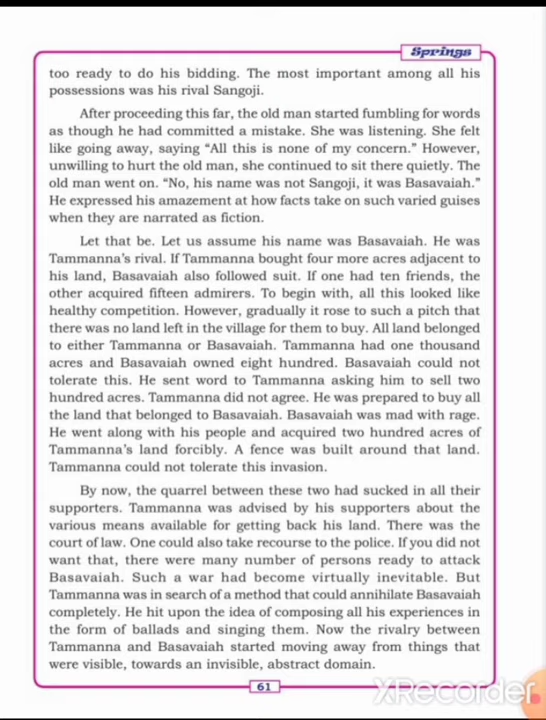 Springs
too ready to do his bidding. The most important among all his
possessions was his rival Sangoji.
After proceeding this far, the old man started fumbling for words
as though he had committed a mistake. She was listening. She felt
like going away, saying “All this is none of my concern.” However,
unwilling to hurt the old man, she continued to sit there quietly. The
old man went on. “No, his name was not Sangoji, it was Basavaiah.”
He expressed his amazement at how facts take on such varied guises
when they are narrated as fiction.
Let that be. Let us assume his name was Basavaiah. He was
Tammanna’s rival. If Tammanna bought four more acres adjacent to
his land, Basavaiah also followed suit. If one had ten friends, the
other acquired fifteen admirers. To begin with, all this looked like
healthy competition. However, gradually it rose to such a pitch that
there was no land left in the village for them to buy. All land belonged
to either Tammanna or Basavaiah. Tammanna had one thousand
acres and Basavaiah owned eight hundred. Basavaiah could not
tolerate this. He sent word to Tammanna asking him to sell two
hundred acres. Tammanna did not agree. He was prepared to buy all
the land that belonged to Basavaiah. Basavaiah was mad with rage.
He went along with his people and acquired two hundred acres of
Tammanna’s land forcibly. A fence was built around that land.
Tammanna could not tolerate this invasion.
By now, the quarrel between these two had sucked in all their
supporters. Tammanna was advised by his supporters about the
various means available for getting back his land. There was the
court of law. One could also take recourse to the police. If you did not
want that, there were many number of persons ready to attack
Basavaiah. Such a war had become virtually inevitable. But
Tammanna was in search of a method that could annihilate Basavaiah
completely. He hit upon the idea of composing all his experiences in
the form of ballads and singing them. Now the rivalry between
Tammanna and Basavaiah started moving away from things that
were visible, towards an invisible, abstract domain.
61
XRecorder